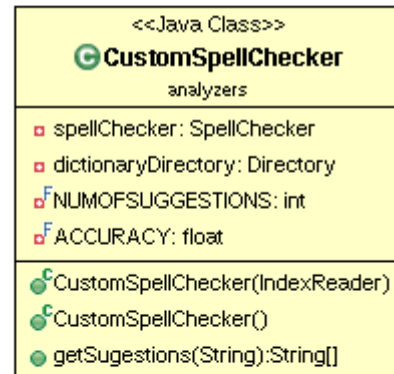 <<Java Class>>
C CustomSpellChecker
analyzers
spellChecker: SpellChecker
dictionaryDirectory: Directory
F NUMOFSUGGESTIONS: int
F ACCURACY: float
C CustomSpellChecker(IndexReader)
C CustomSpellChecker()
getSugestions(String):String[]